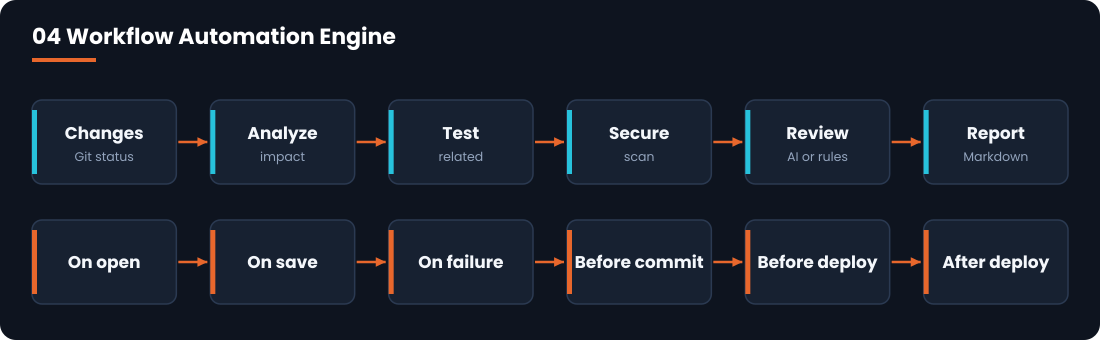 04 Workflow Automation Engine
Changes
Git status
Analyze
impact
Test
related
Secure
scan
Review
AI or rules
Report
Markdown
On open
On save
On failure
Before commit
Before deploy
After deploy